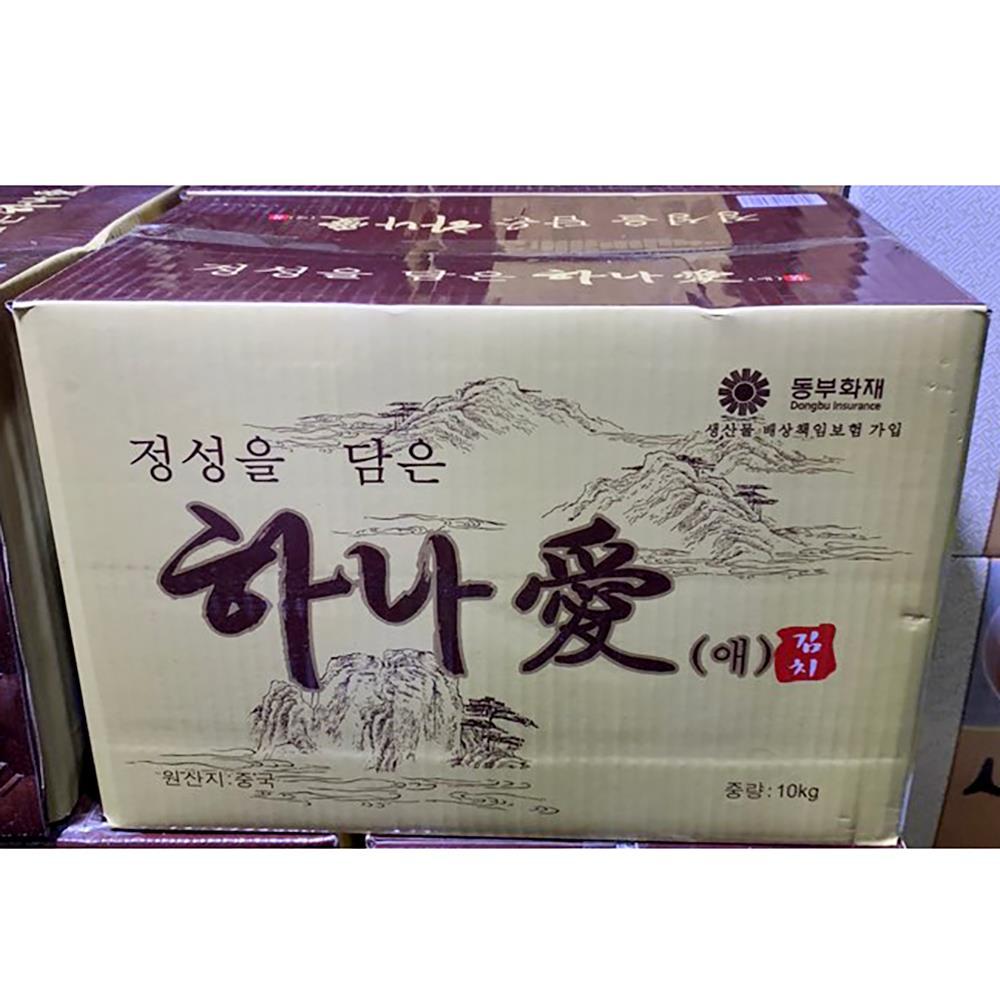 정성을 담은 하나愛
정성을 담은 하나愛 (애) 김치
동부화재
Dongbu Insurance
생산물 배상책임보험 가입
정성을 담은
하나愛(애)
김치
원산지:중국
중량:10kg